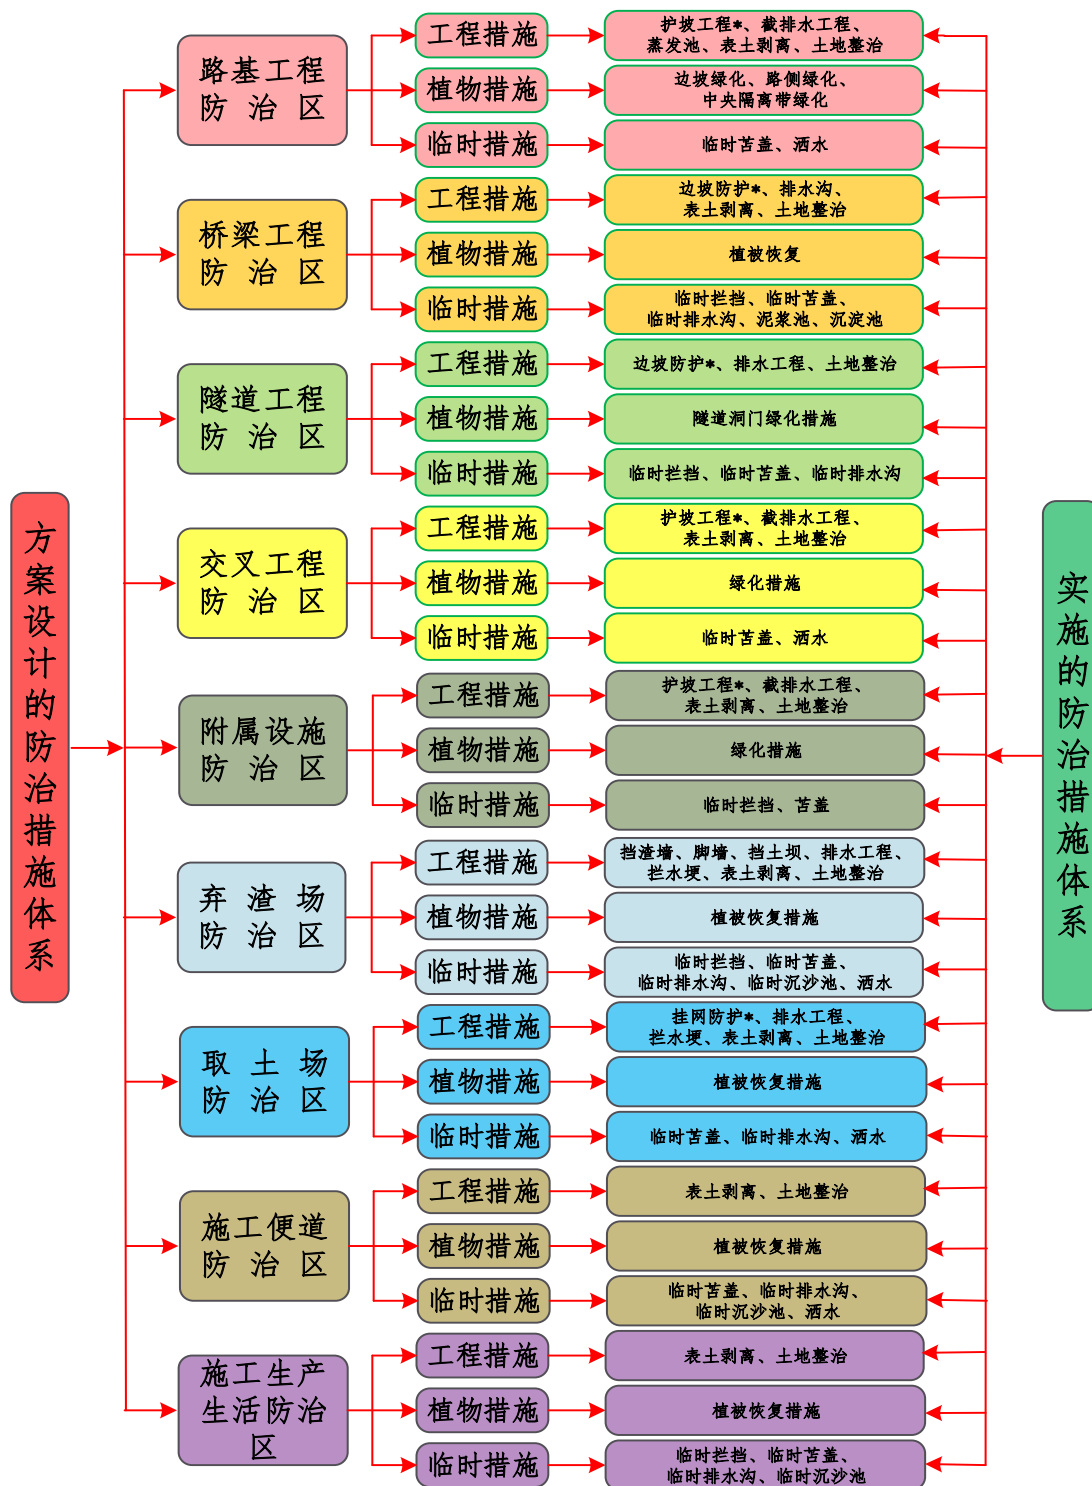 方案设计的防治措施体系
路基工程
防治区
工程措施
护坡工程*、截排水工程、
蒸发池、表土剥离、土地整治
植物措施
边坡绿化、路侧绿化、
中央隔离带绿化
临时措施
临时苫盖、洒水
桥梁工程
防治区
工程措施
边坡防护*、排水沟、
表土剥离、土地整治
植物措施
植被恢复
临时措施
临时拦挡、临时苫盖、
临时排水沟、泥浆池、沉淀池
隧道工程
防治区
工程措施
边坡防护*、排水工程、土地整治
植物措施
隧道洞门绿化措施
临时措施
临时拦挡、临时苫盖、临时排水沟
交叉工程
防治区
工程措施
护坡工程*、截排水工程、
表土剥离、土地整治
植物措施
绿化措施
临时措施
临时苫盖、洒水
附属设施
防治区
工程措施
护坡工程*、截排水工程、
表土剥离、土地整治
植物措施
绿化措施
临时措施
临时拦挡、苫盖
弃渣场
防治区
工程措施
挡渣墙、脚墙、挡土坝、排水工程、
拦水埂、表土剥离、土地整治
植物措施
植被恢复措施
临时措施
临时拦挡、临时苫盖、
临时排水沟、临时沉沙池、洒水
取土场
防治区
工程措施
挂网防护*、排水工程、
拦水埂、表土剥离、土地整治
植物措施
植被恢复措施
临时措施
临时苫盖、临时排水沟、洒水
施工便道
防治区
工程措施
表土剥离、土地整治
植物措施
植被恢复措施
临时措施
临时苫盖、临时排水沟、
临时沉沙池、洒水
施工生产
生活防治
区
工程措施
表土剥离、土地整治
植物措施
植被恢复措施
临时措施
临时拦挡、临时苫盖、
临时排水沟、临时沉沙池
实施的防治措施体系